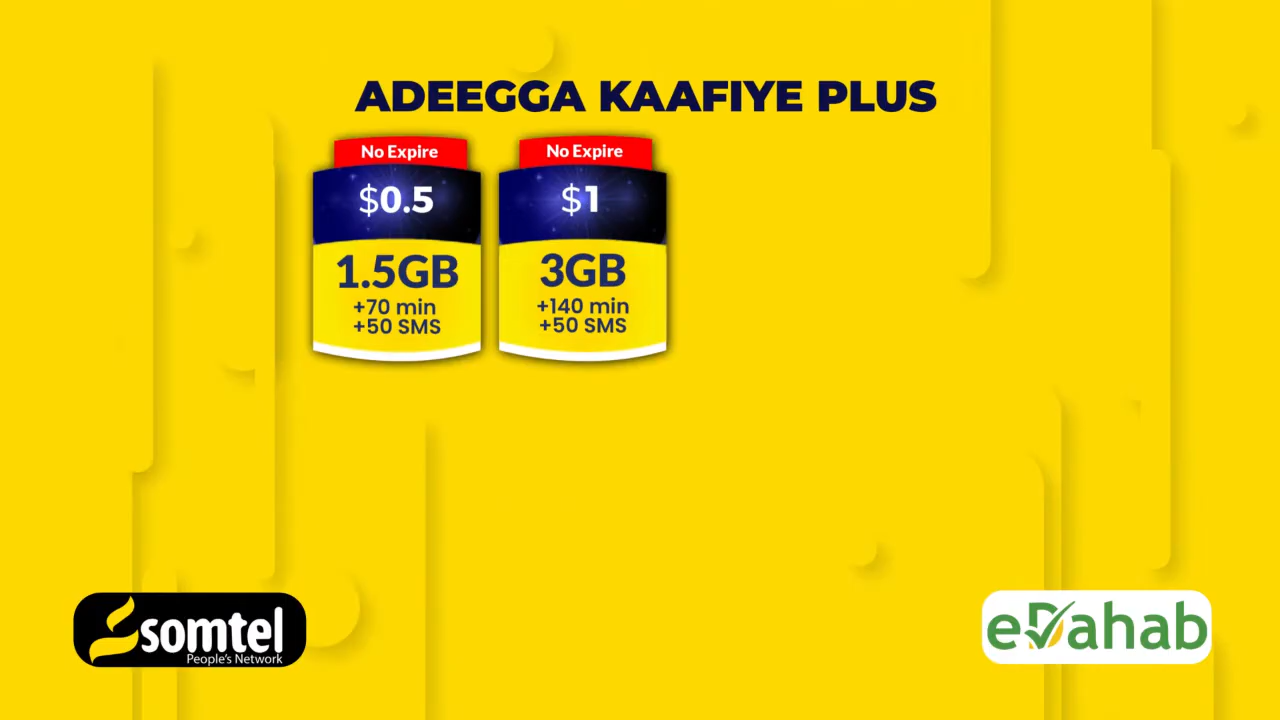 ADEEGGA KAAFIYE PLUS
No Expire
$0.5
1.5GB
+70 min
+50 SMS
No Expire
$1
3GB
+140 min
+50 SMS
somtel
People's Network
eDahab